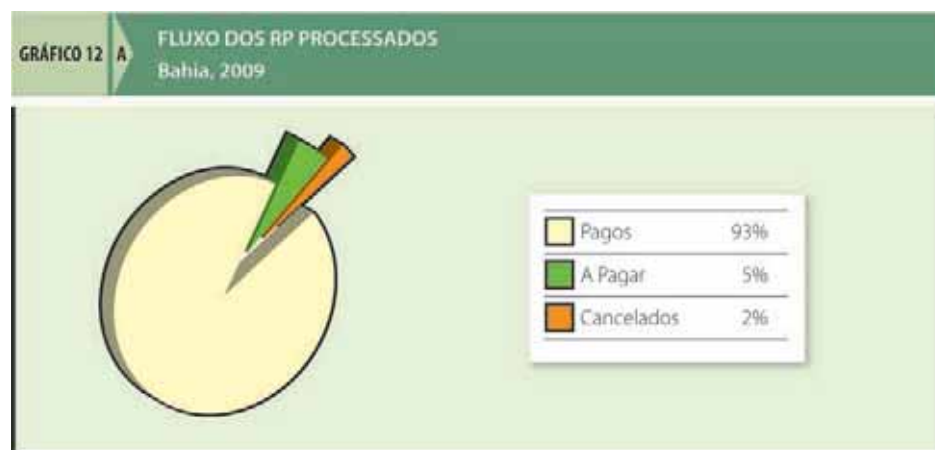 GRÁFICO 12 A
FLUXO DOS RP PROCESSADOS
Bahia, 2009
Pagos 93%
A Pagar 5%
Cancelados 2%